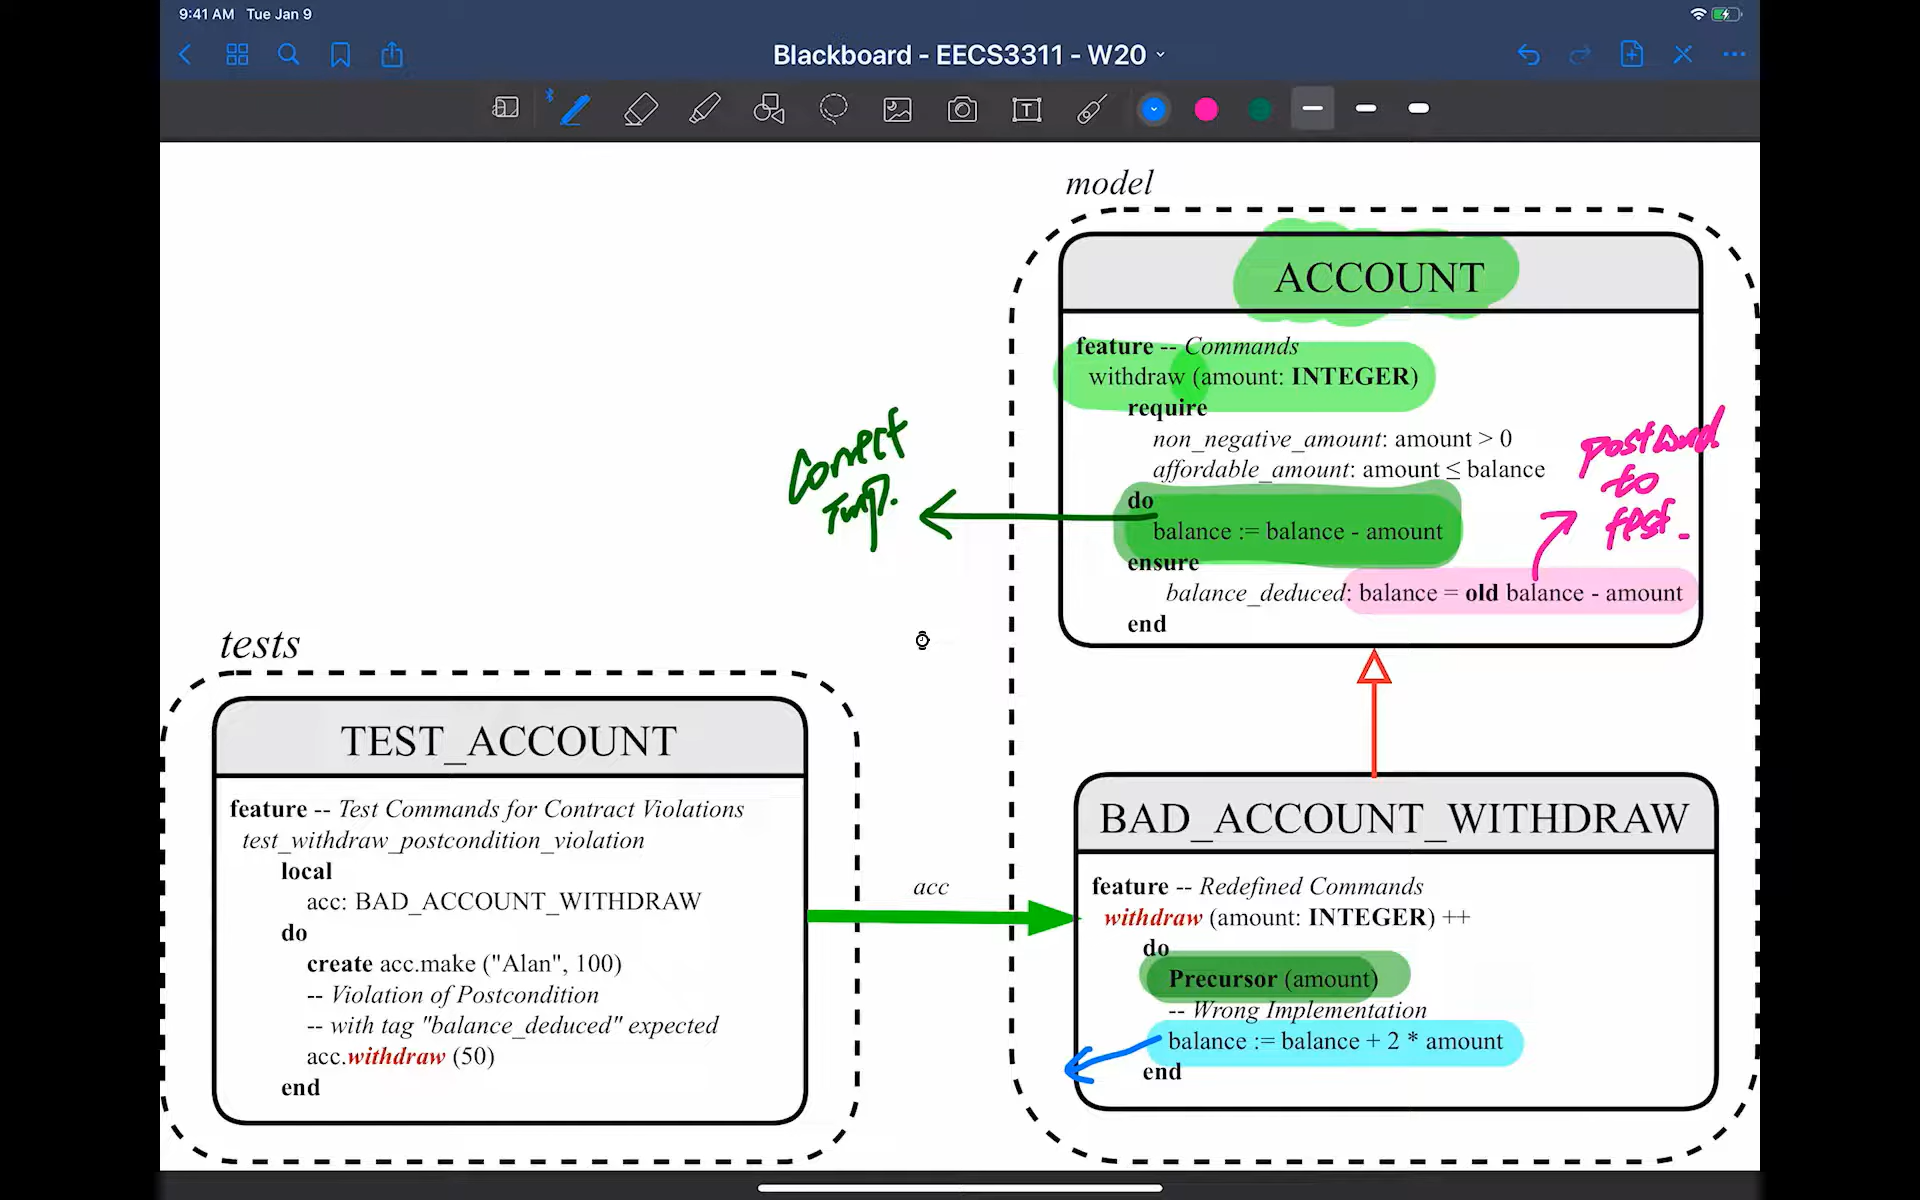 9:41 AM Tue Jan 9
Blackboard - EECS3311 - W20
T
model
ACCOUNT
feature -- Commands
withdraw (amount: INTEGER)
require
non_negative_amount: amount > 0
affordable_amount: amount ≤ balance
do
balance := balance - amount
ensure
balance_deduced: balance = old balance - amount
end
postcond.
to
test.
Correct
Imp.
tests
TEST_ACCOUNT
feature -- Test Commands for Contract Violations
test_withdraw_postcondition_violation
local
acc: BAD_ACCOUNT_WITHDRAW
do
create acc.make ("Alan", 100)
-- Violation of Postcondition
-- with tag "balance_deduced" expected
acc.withdraw (50)
end
acc
BAD_ACCOUNT_WITHDRAW
feature -- Redefined Commands
withdraw (amount: INTEGER) ++
do
Precursor (amount)
-- Wrong Implementation
balance := balance + 2 * amount
end